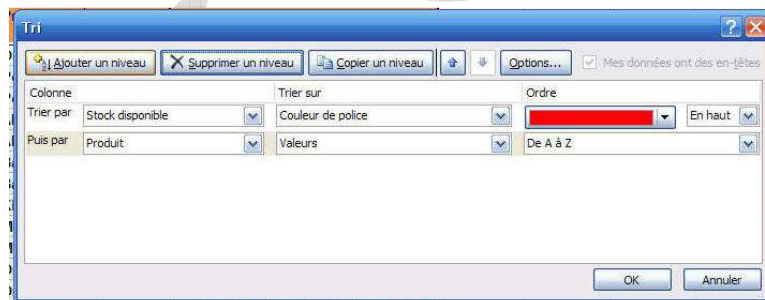 Tri
Ajouter un niveau Supprimer un niveau Copier un niveau Options... Mes données ont des en-têtes
Colonne Trier sur Ordre
Trier par Stock disponible Couleur de police En haut
Puis par Produit Valeurs De A à Z
OK Annuler